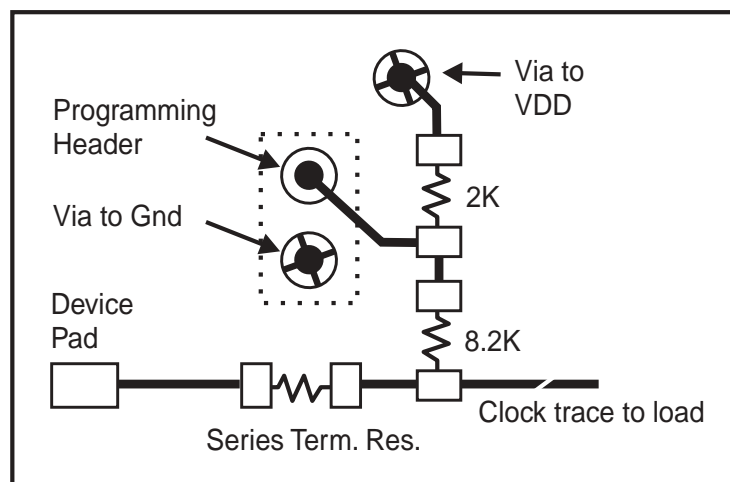 Via to
VDD
Programming
Header
2K
Via to Gnd
Device
Pad
8.2K
Clock trace to load
Series Term. Res.